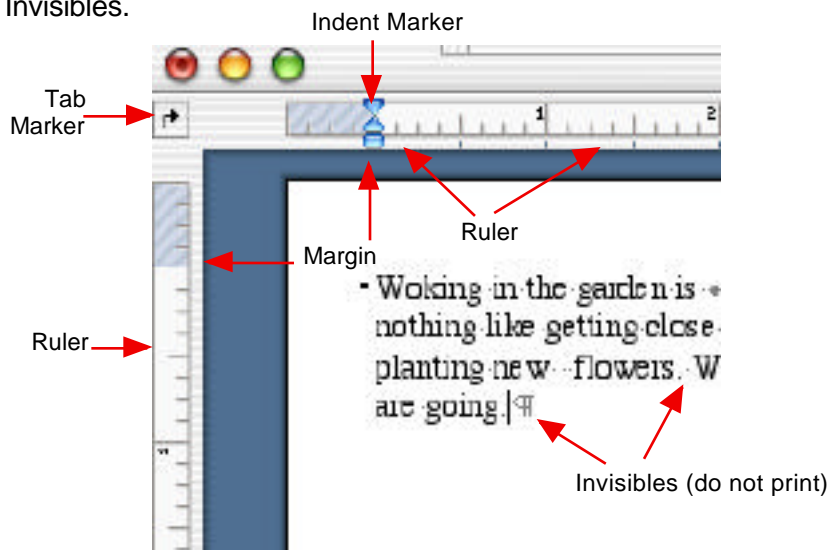 Invisibles.
Indent Marker
Tab
Marker
1
2
Ruler
Margin
Woking in the garden is
nothing like getting close
planting new flowers. W
Ruler
are going.¶
Invisibles (do not print)
1